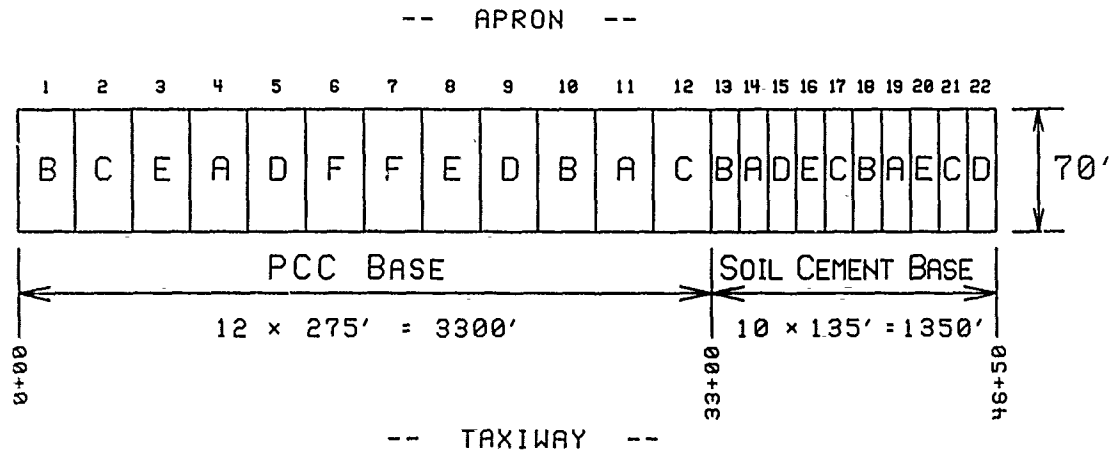 -- APRON --
1 2 3 4 5 6 7 8 9 10 11 12 13 14 15 16 17 18 19 20 21 22
B C E A D F F E D B A C B A D E C B A E C D
70'
PCC BASE SOIL CEMENT BASE
12 × 275' = 3300' 10 × 135' = 1350'
0+00 33+00 46+50
-- TAXIWAY --